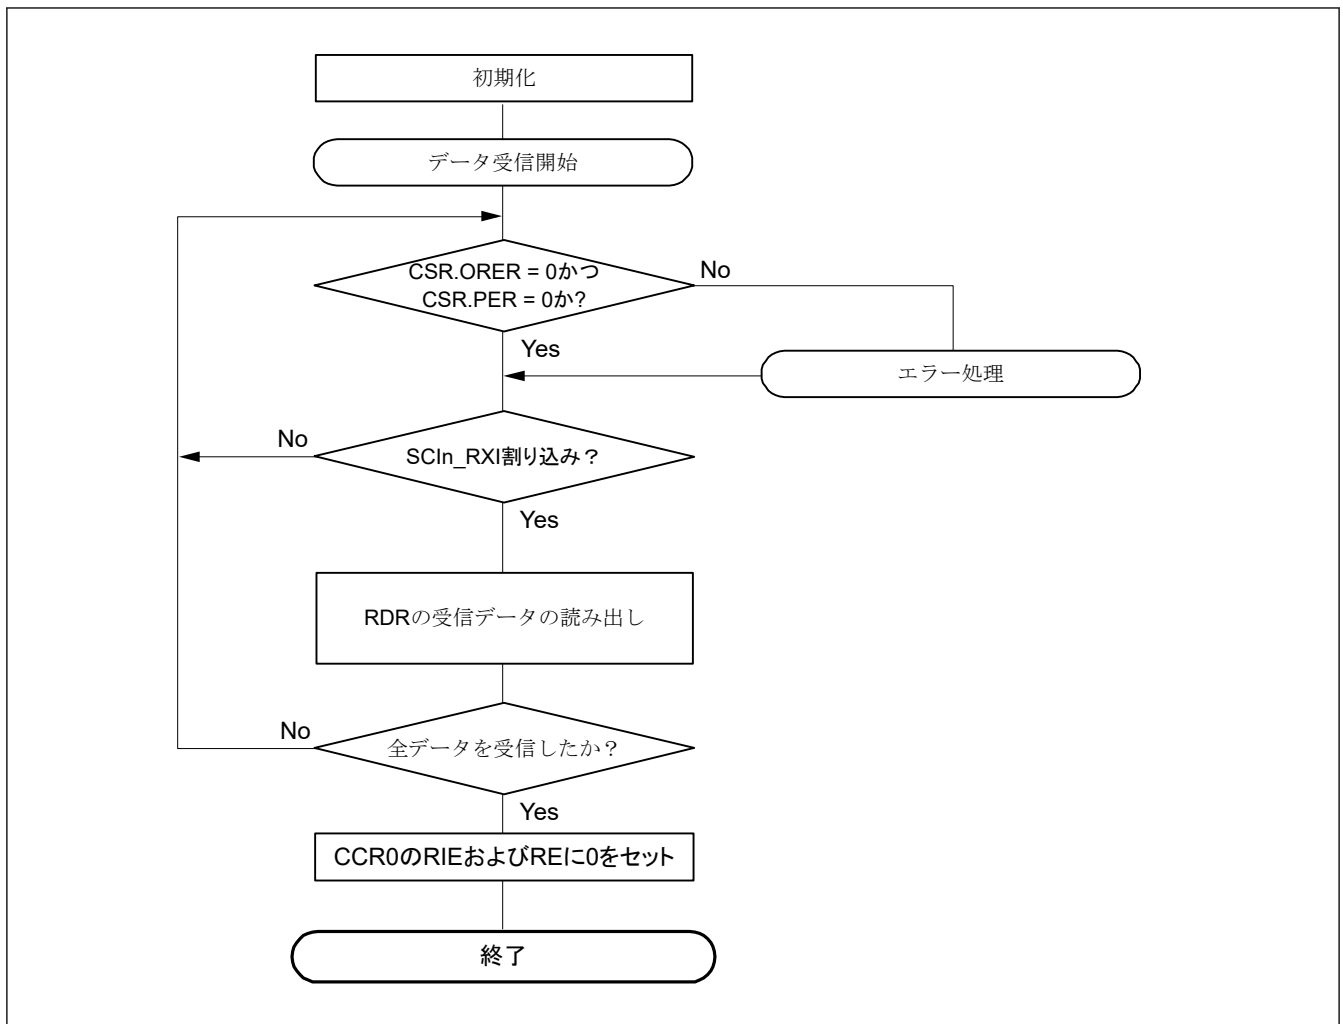 初期化
データ受信開始
CSR.ORER = 0かつ
CSR.PER = 0か?
No
Yes
エラー処理
No
SCIn_RXI割り込み？
Yes
RDRの受信データの読み出し
No
全データを受信したか？
Yes
CCR0のRIEおよびREに0をセット
終了